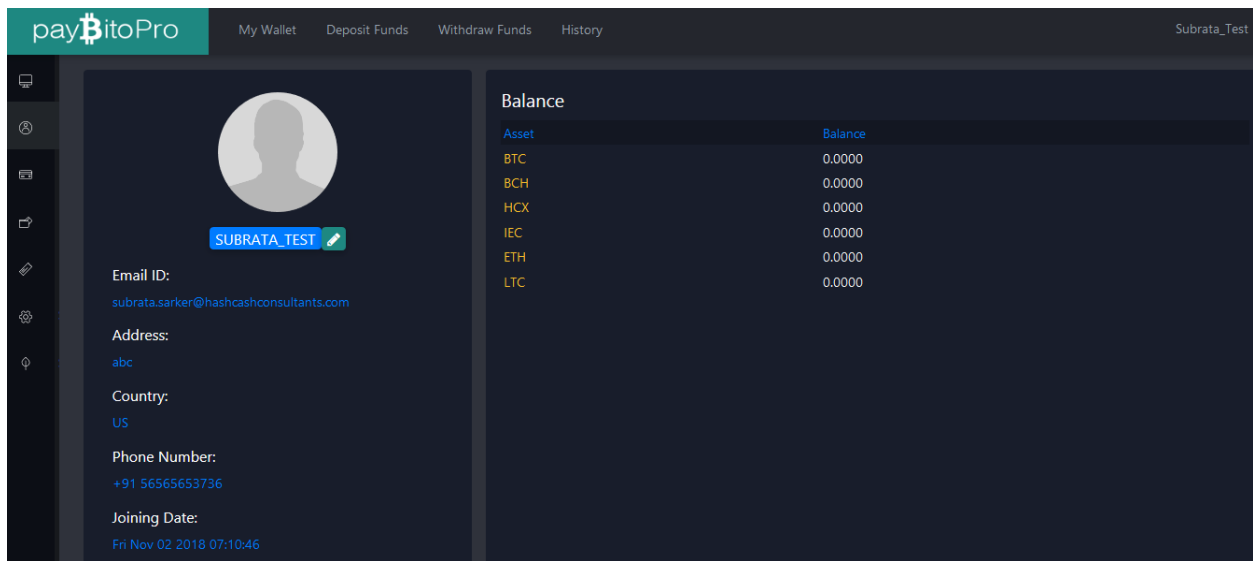 payBitoPro My Wallet Deposit Funds Withdraw Funds History Subrata_Test
SUBRATA_TEST
Email ID:
subrata.sarker@hashcashconsultants.com
Address:
abc
Country:
US
Phone Number:
+91 56565653736
Joining Date:
Fri Nov 02 2018 07:10:46
Balance
Asset Balance
BTC 0.0000
BCH 0.0000
HCX 0.0000
IEC 0.0000
ETH 0.0000
LTC 0.0000